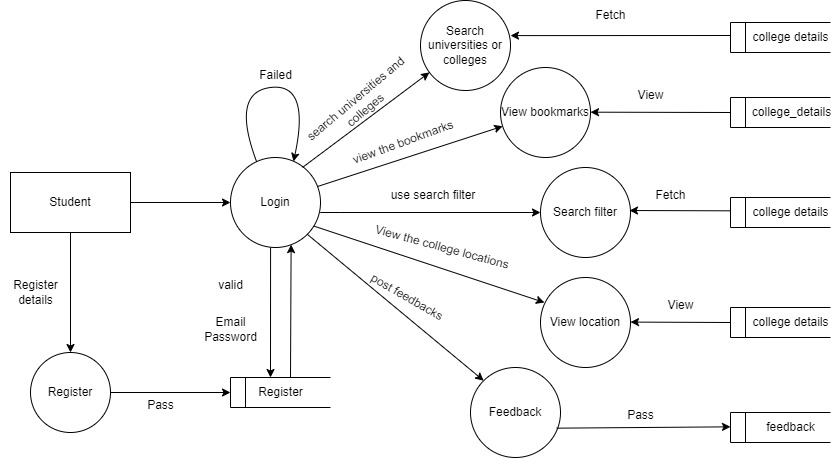 Fetch
Search
universities or
colleges
college details
Failed
search universities and
colleges
View
View bookmarks
college_details
view the bookmarks
Student
Login
use search filter
Search filter
Fetch
college details
View the college locations
Register
details
valid
post feedbacks
View
View location
college details
Email
Password
Register
Pass
Register
Feedback
Pass
feedback